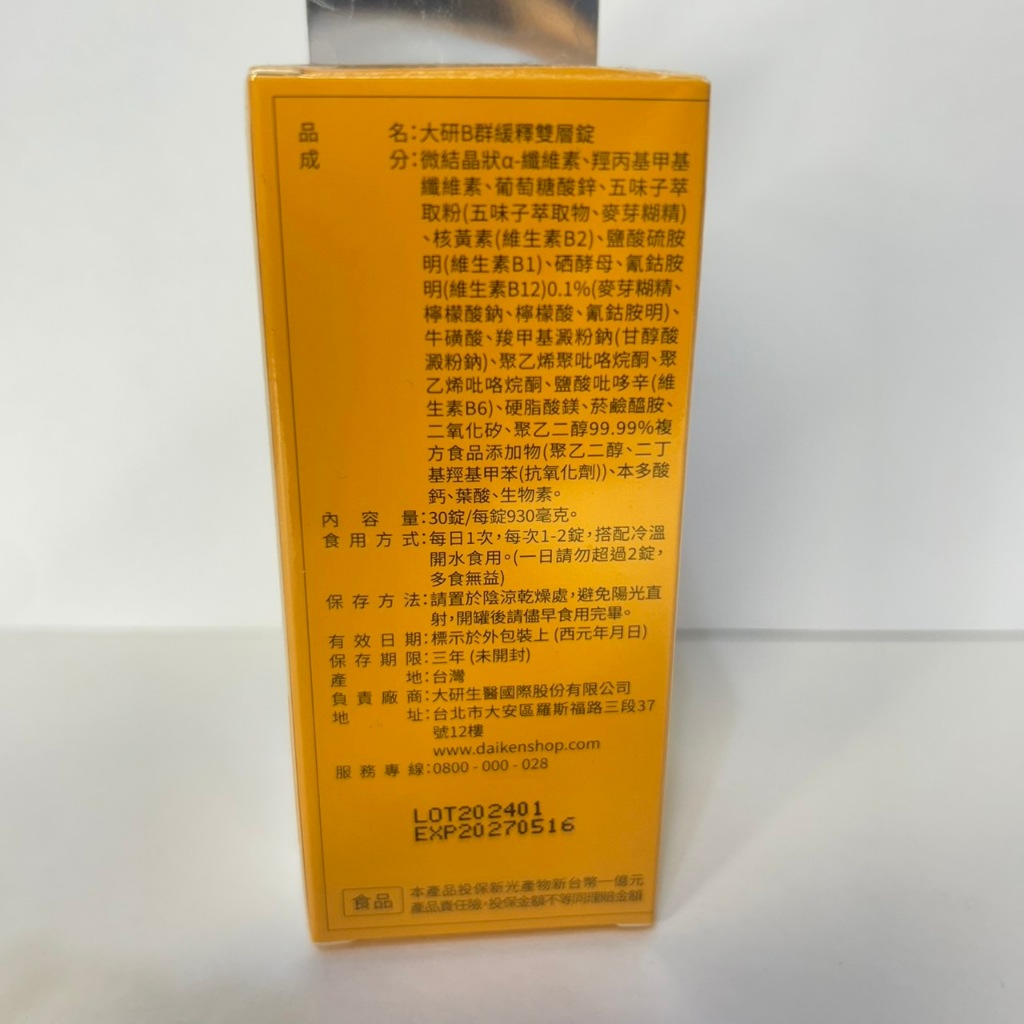 品名:大研B群緩釋雙層錠
成分:微結晶狀α-纖維素、羥丙基甲基
纖維素、葡萄糖酸鋅、五味子萃
取粉(五味子萃取物、麥芽糊精)
、核黃素(維生素B2)、鹽酸硫胺
明(維生素B1)、硒酵母、氰鈷胺
明(維生素B12)0.1%(麥芽糊精、
檸檬酸鈉、檸檬酸、氰鈷胺明)、
牛磺酸、羧甲基澱粉鈉(甘醇酸
澱粉鈉)、聚乙烯聚吡咯烷酮、聚
乙烯吡咯烷酮、鹽酸吡哆辛(維
生素B6)、硬脂酸鎂、菸鹼醯胺、
二氧化矽、聚乙二醇99.99%複
方食品添加物(聚乙二醇、二丁
基羥基甲苯(抗氧化劑))、本多酸
鈣、葉酸、生物素。
內容量:30錠/每錠930毫克。
食用方式:每日1次,每次1-2錠,搭配冷溫
開水食用。(一日請勿超過2錠,
多食無益)
保存方法:請置於陰涼乾燥處,避免陽光直
射,開罐後請儘早食用完畢。
有效日期:標示於外包裝上 (西元年月日)
保存期限:三年 (未開封)
產地:台灣
負責廠商:大研生醫國際股份有限公司
地址:台北市大安區羅斯福路三段37
號12樓
www.daikenshop.com
服務專線:0800 - 000 - 028
LOT202401
EXP20270516
食品
本產品投保新光產物新台幣一億元
產品責任險,投保金額不等同理賠金額